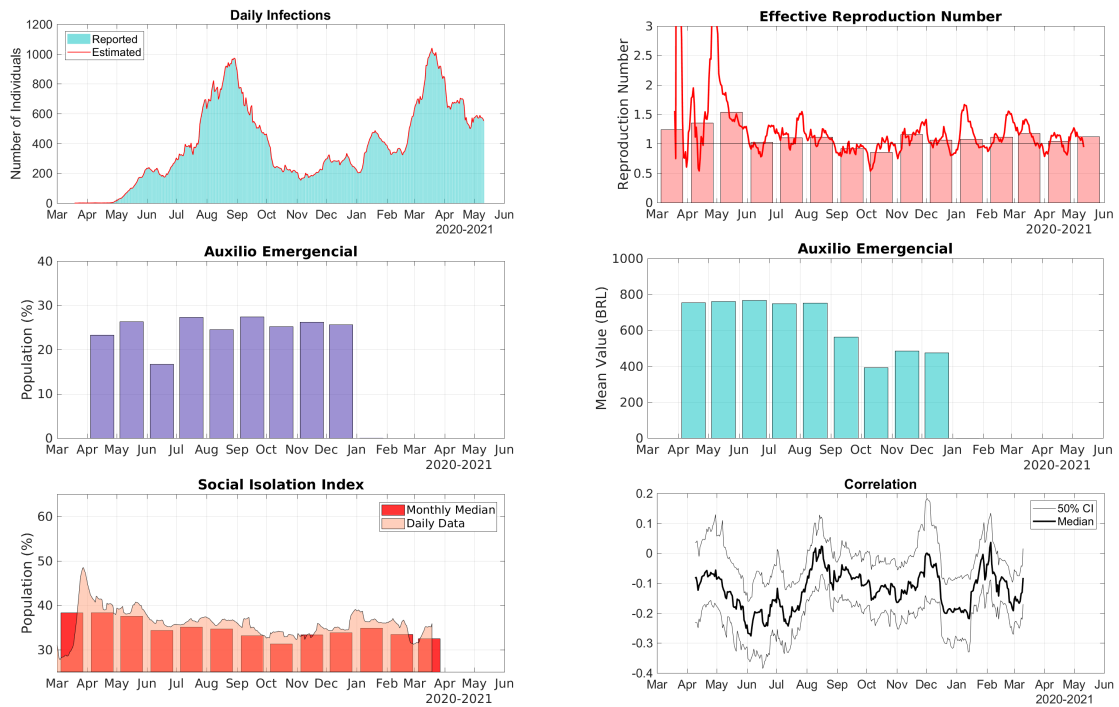 Daily Infections
Number of Individuals
1200
1000
800
600
400
200
0
Reported
Estimated
Mar Apr May Jun Jul Aug Sep Oct Nov Dec Jan Feb Mar Apr May Jun
2020-2021
Effective Reproduction Number
Reproduction Number
3
2.5
2
1.5
1
0.5
0
Mar Apr May Jun Jul Aug Sep Oct Nov Dec Jan Feb Mar Apr May Jun
2020-2021
Auxilio Emergencial
Population (%)
40
30
20
10
0
Mar Apr May Jun Jul Aug Sep Oct Nov Dec Jan Feb Mar Apr May Jun
2020-2021
Auxilio Emergencial
Mean Value (BRL)
1000
800
600
400
200
0
Mar Apr May Jun Jul Aug Sep Oct Nov Dec Jan Feb Mar Apr May Jun
2020-2021
Social Isolation Index
Population (%)
60
50
40
30
Monthly Median
Daily Data
Mar Apr May Jun Jul Aug Sep Oct Nov Dec Jan Feb Mar Apr May Jun
2020-2021
Correlation
0.2
0.1
0
-0.1
-0.2
-0.3
-0.4
50% CI
Median
Mar Apr May Jun Jul Aug Sep Oct Nov Dec Jan Feb Mar Apr May Jun
2020-2021